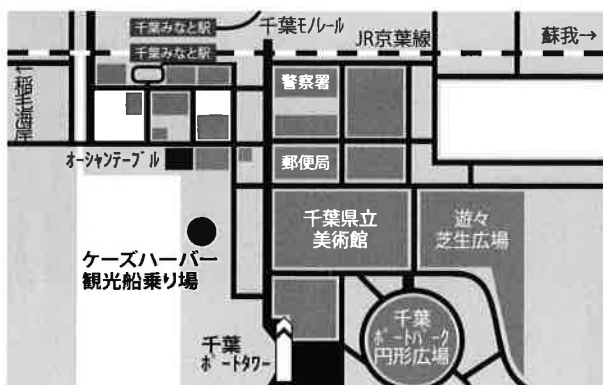 千葉みなと駅
千葉モノレール
千葉みなと駅
JR京葉線
蘇我→
←稲毛海岸
警察署
オーシャンテーブル
郵便局
千葉県立
美術館
遊々
芝生広場
ケーズハーバー
観光船乗り場
千葉
ポートタワー
千葉
ポートパーク
円形広場